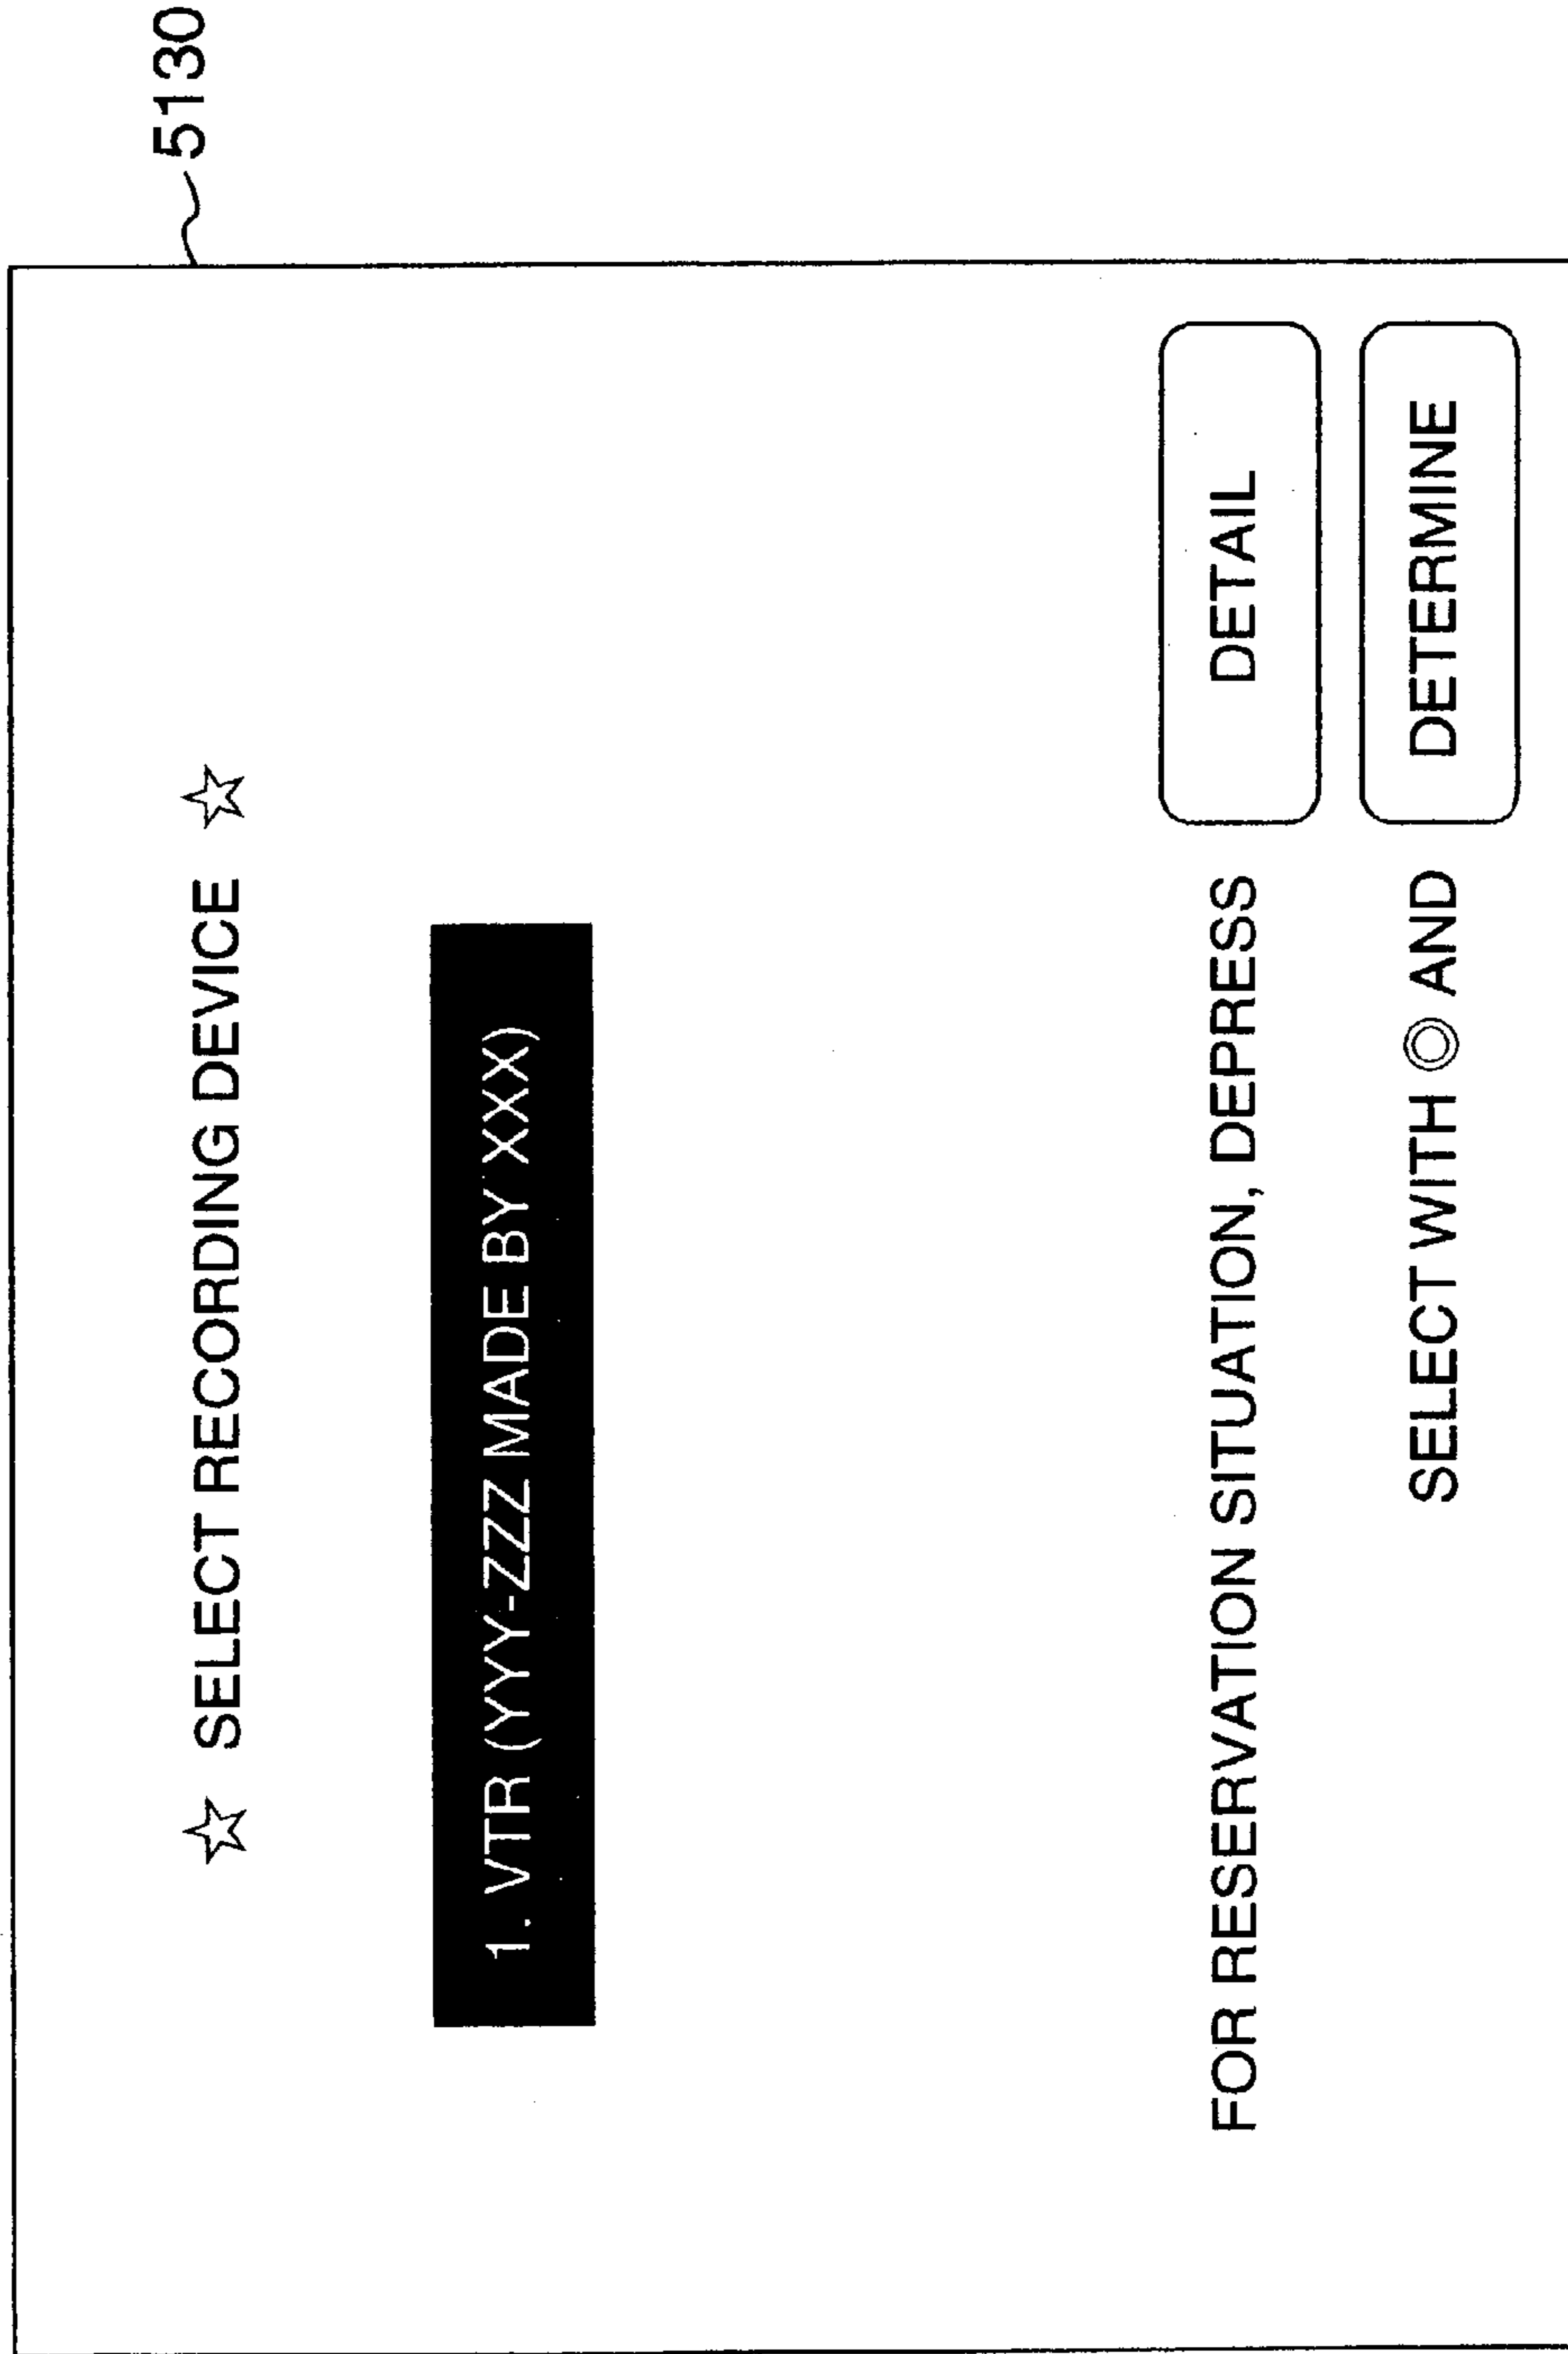 5130
☆ SELECT RECORDING DEVICE ☆
1. VTR (YYY-ZZZ MADE BY XXX)
FOR RESERVATION SITUATION, DEPRESS DETAIL
SELECT WITH ◎ AND DETERMINE